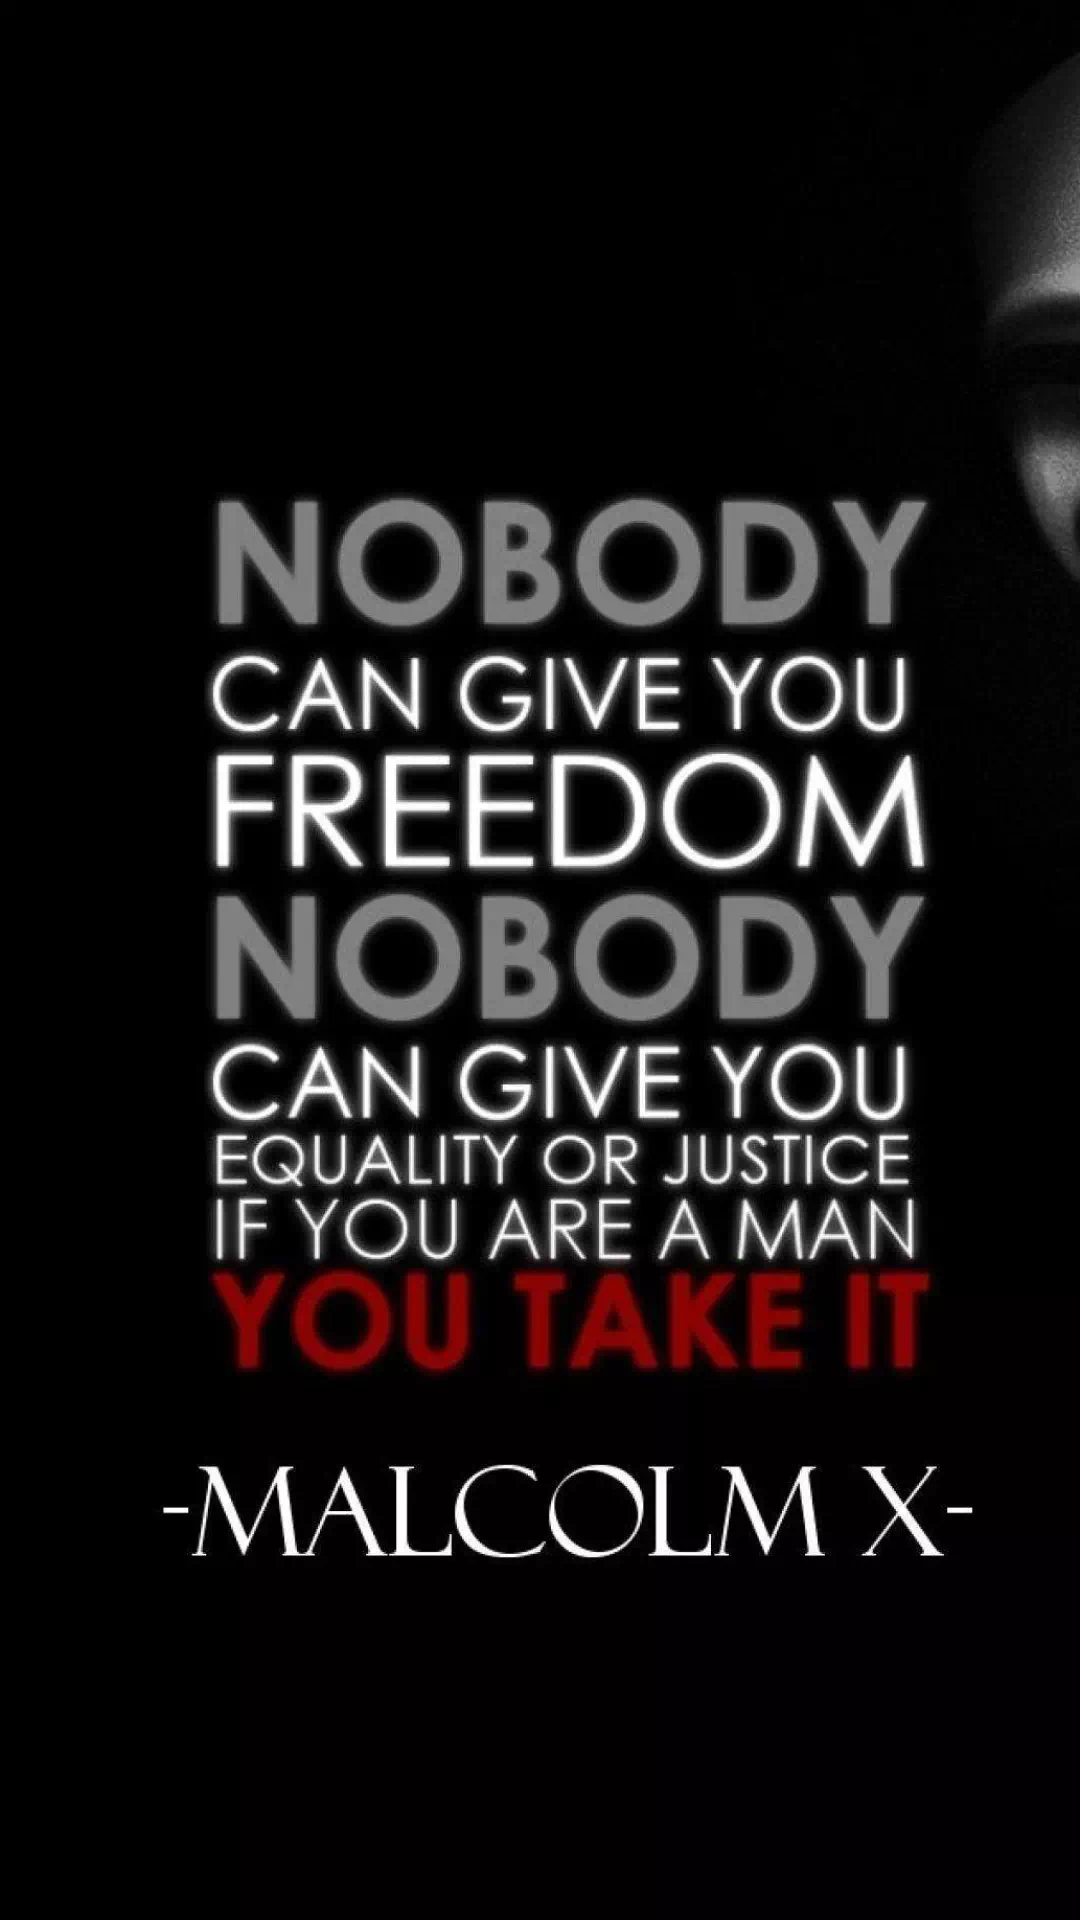 NOBODY
CAN GIVE YOU
FREEDOM
NOBODY
CAN GIVE YOU
EQUALITY OR JUSTICE
IF YOU ARE A MAN
YOU TAKE IT
-MALCOLM X-